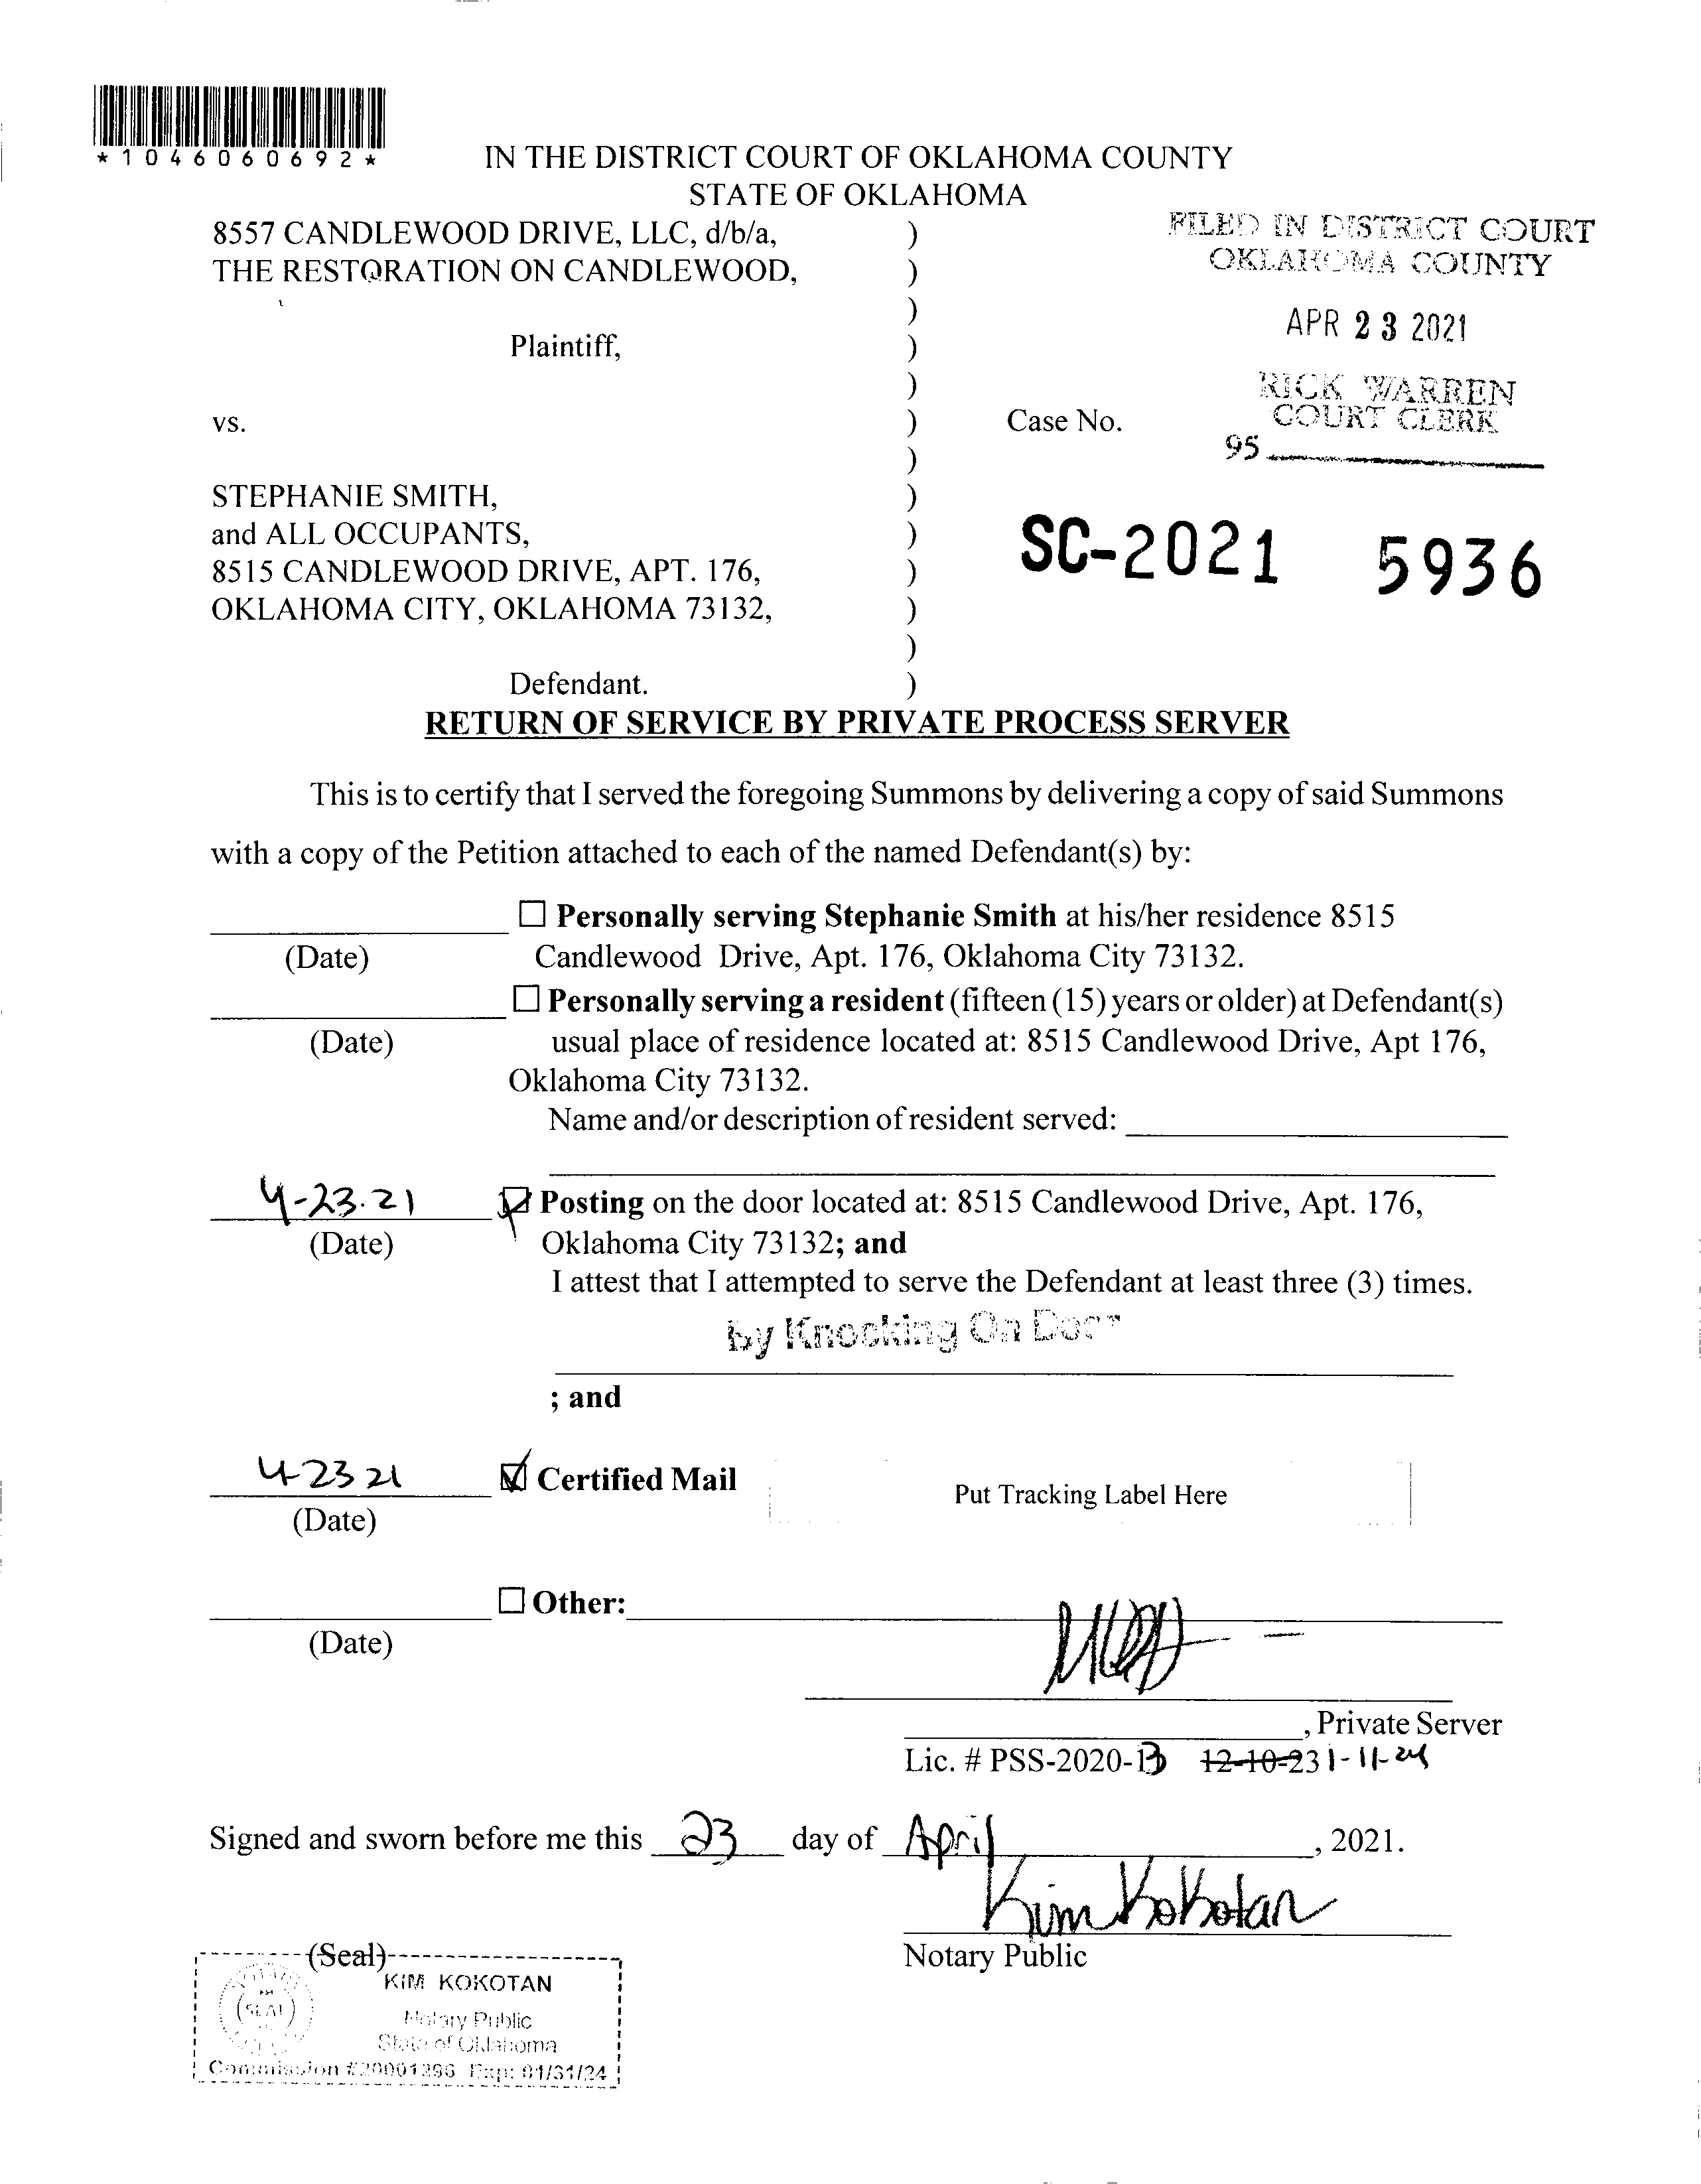 *1046060692*
IN THE DISTRICT COURT OF OKLAHOMA COUNTY
STATE OF OKLAHOMA
8557 CANDLEWOOD DRIVE, LLC, d/b/a, )
THE RESTORATION ON CANDLEWOOD, )
)
Plaintiff, )
)
vs. ) Case No.
)
STEPHANIE SMITH, )
and ALL OCCUPANTS, )
8515 CANDLEWOOD DRIVE, APT. 176, )
OKLAHOMA CITY, OKLAHOMA 73132, )
)
Defendant. )
FILED IN DISTRICT COURT
OKLAHOMA COUNTY
APR 23 2021
RICK WARREN
COURT CLERK
95
SC-2021 5936
RETURN OF SERVICE BY PRIVATE PROCESS SERVER
This is to certify that I served the foregoing Summons by delivering a copy of said Summons
with a copy of the Petition attached to each of the named Defendant(s) by:
☐ Personally serving Stephanie Smith at his/her residence 8515
(Date) Candlewood Drive, Apt. 176, Oklahoma City 73132.
☐ Personally serving a resident (fifteen (15) years or older) at Defendant(s)
(Date) usual place of residence located at: 8515 Candlewood Drive, Apt 176,
Oklahoma City 73132.
Name and/or description of resident served:
4-23.21 ☑ Posting on the door located at: 8515 Candlewood Drive, Apt. 176,
(Date) Oklahoma City 73132; and
I attest that I attempted to serve the Defendant at least three (3) times.
by Knocking On Door
; and
4-23 21 ☑ Certified Mail Put Tracking Label Here
(Date)
☐ Other:
(Date)
, Private Server
Lic. # PSS-2020-13 12-10-23 1-11-24
Signed and sworn before me this 23 day of April, 2021.
Kim Kokotan
Notary Public
(Seal)
KIM KOKOTAN
SEAL
Notary Public
State of Oklahoma
Commission #20001296 Exp: 01/31/24